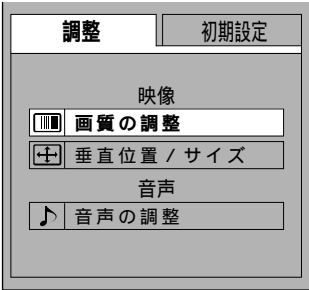 調整
初期設定
映像
画質の調整
垂直位置/サイズ
音声
音声の調整